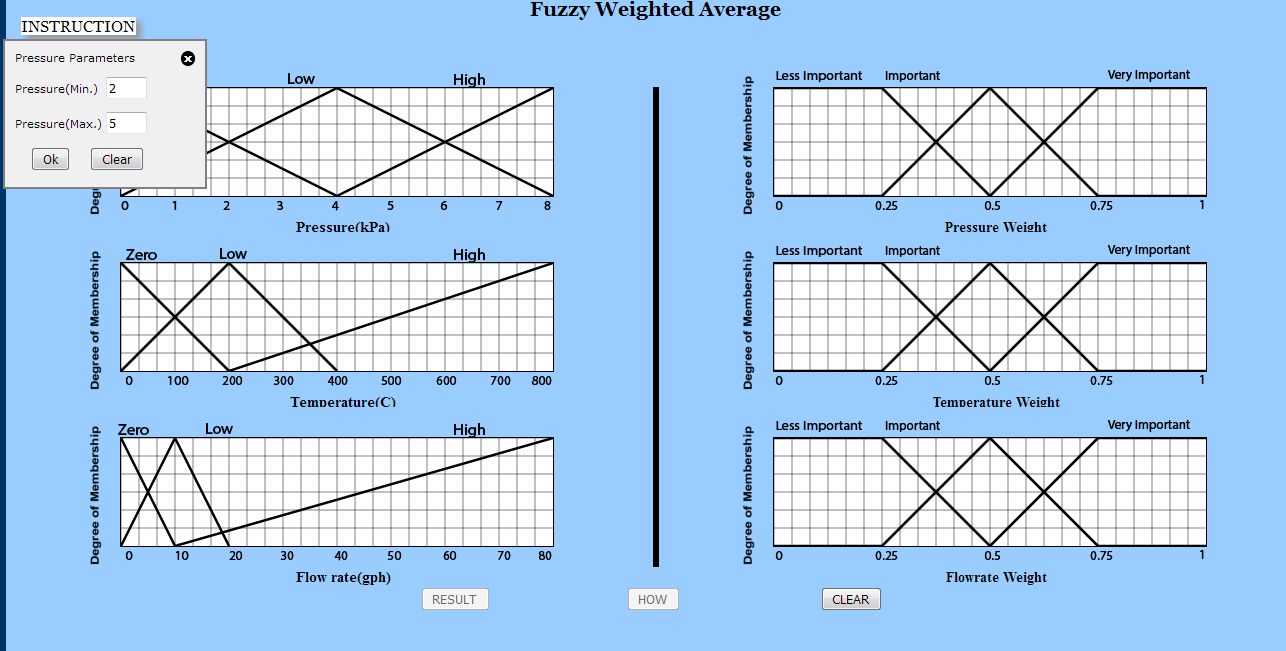 Fuzzy Weighted Average
INSTRUCTION
Pressure Parameters
Pressure(Min.) 2
Pressure(Max.) 5
Ok Clear
Low High
0 1 2 3 4 5 6 7 8
Pressure(kPa)
Less Important Important Very Important
Degree of Membership
0 0.25 0.5 0.75 1
Pressure Weight
Zero Low High
Degree of Membership
0 100 200 300 400 500 600 700 800
Temperature(C)
Less Important Important Very Important
Degree of Membership
0 0.25 0.5 0.75 1
Temperature Weight
Zero Low High
Degree of Membership
0 10 20 30 40 50 60 70 80
Flow rate(gph)
Less Important Important Very Important
Degree of Membership
0 0.25 0.5 0.75 1
Flowrate Weight
RESULT HOW CLEAR